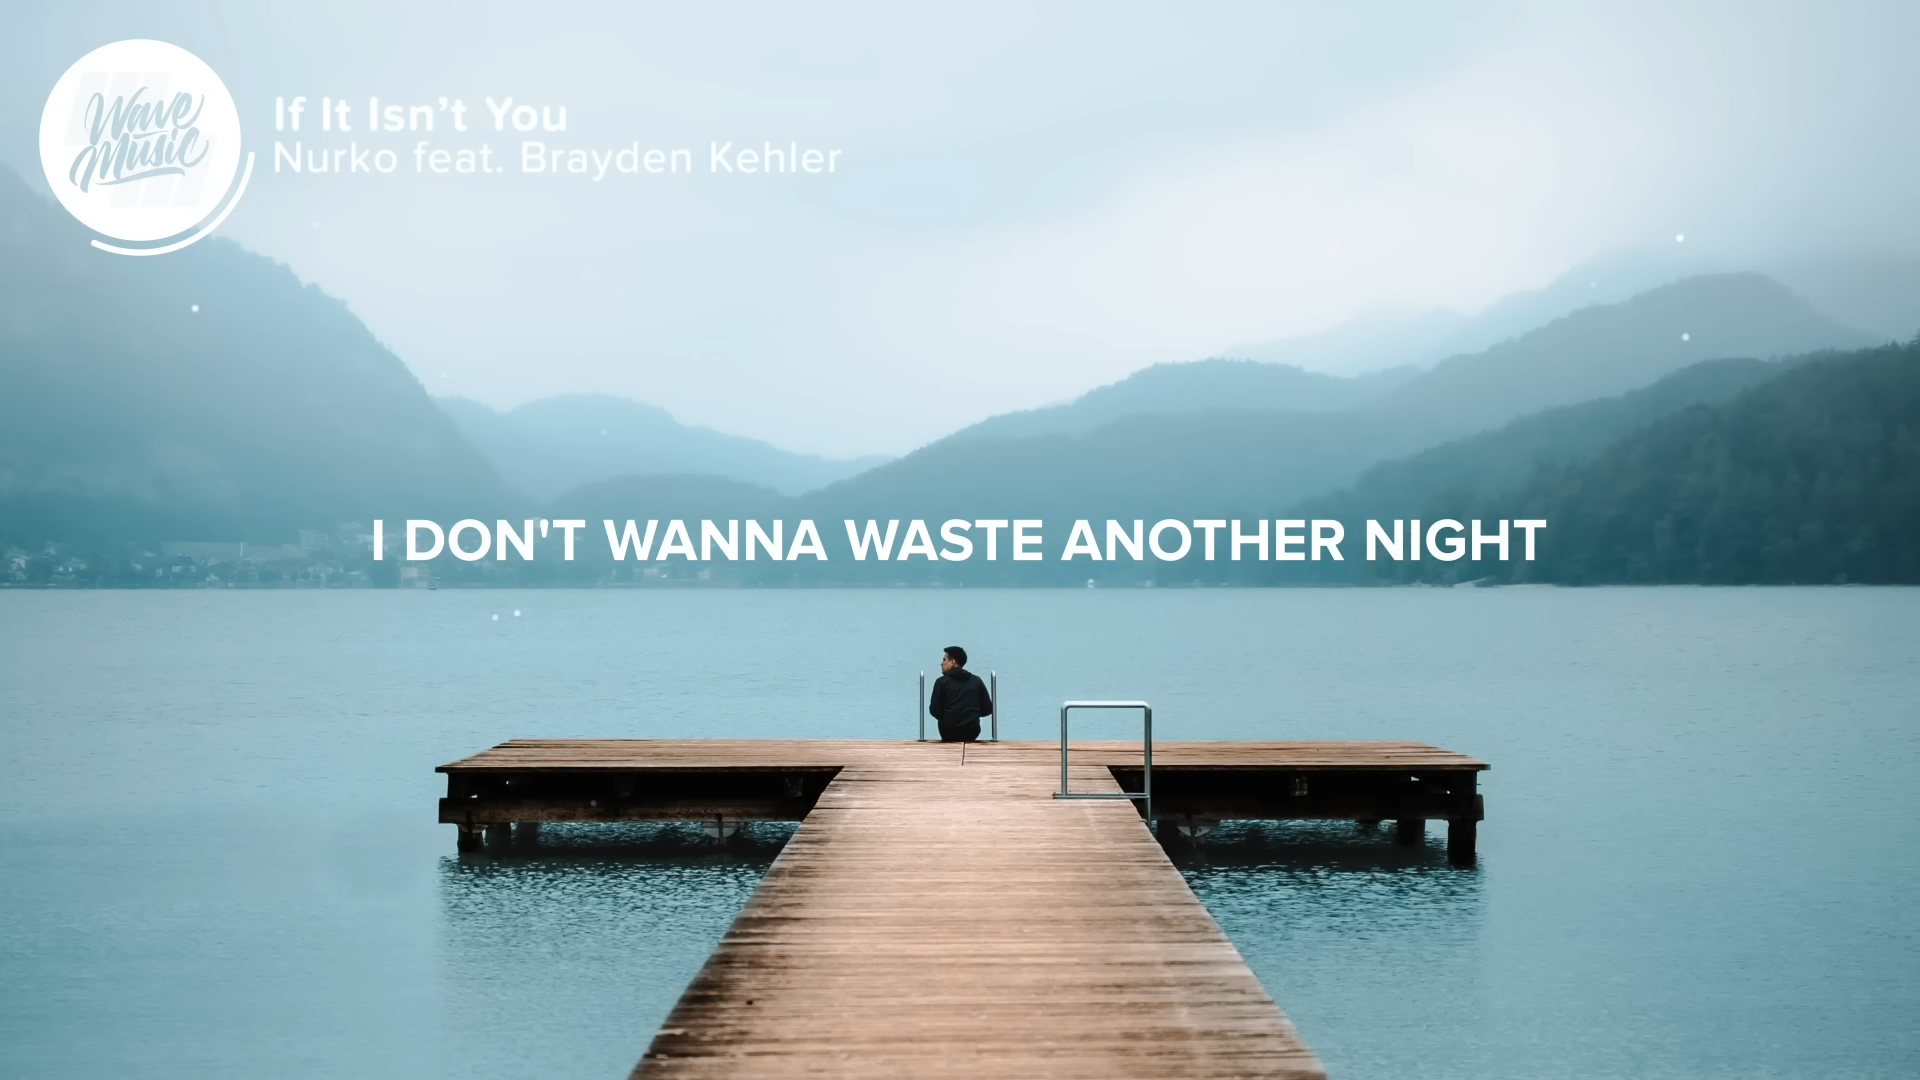 Wave
Music
If It Isn't You
Nurko feat. Brayden Kehler
I DON'T WANNA WASTE ANOTHER NIGHT